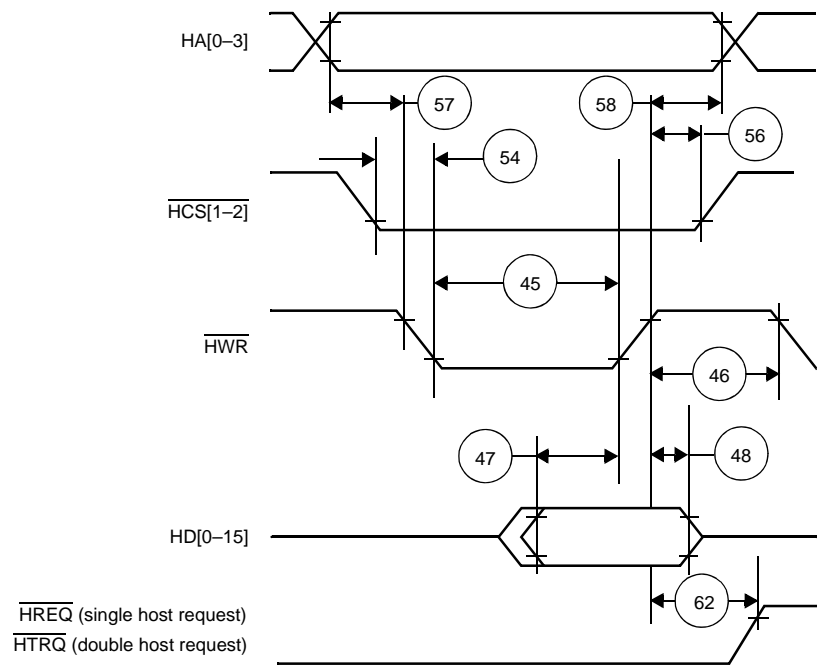 HA[0–3]
57
58
56
54
HCS[1–2]
45
HWR
46
47
48
HD[0–15]
62
HREQ (single host request)
HTRQ (double host request)